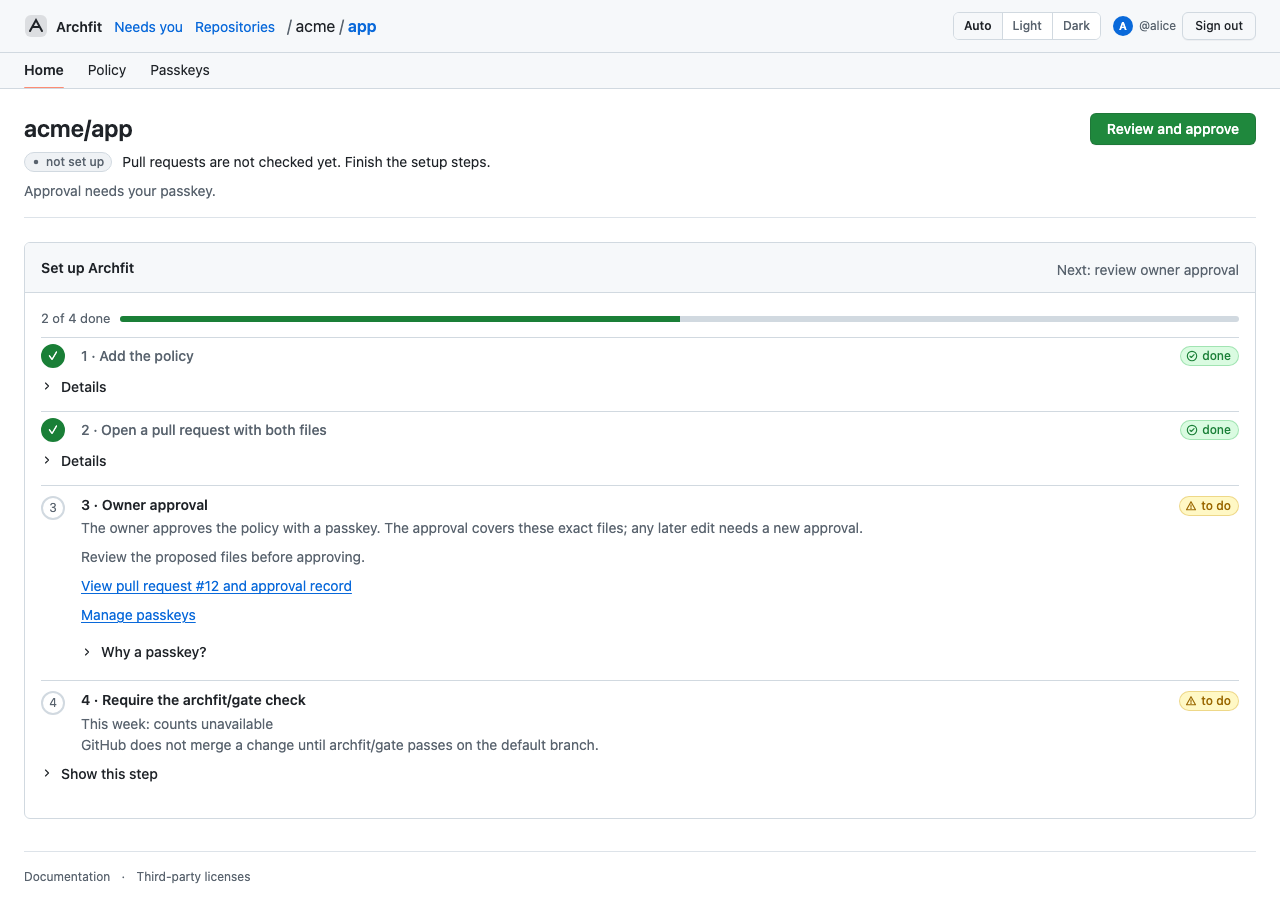 Archfit Needs you Repositories / acme / app
Auto Light Dark A @alice Sign out
Home Policy Passkeys
acme/app
Review and approve
not set up Pull requests are not checked yet. Finish the setup steps.
Approval needs your passkey.
Set up Archfit
Next: review owner approval
2 of 4 done
1 · Add the policy
done
Details
2 · Open a pull request with both files
done
Details
3
3 · Owner approval
to do
The owner approves the policy with a passkey. The approval covers these exact files; any later edit needs a new approval.
Review the proposed files before approving.
View pull request #12 and approval record
Manage passkeys
Why a passkey?
4
4 · Require the archfit/gate check
to do
This week: counts unavailable
GitHub does not merge a change until archfit/gate passes on the default branch.
Show this step
Documentation · Third-party licenses